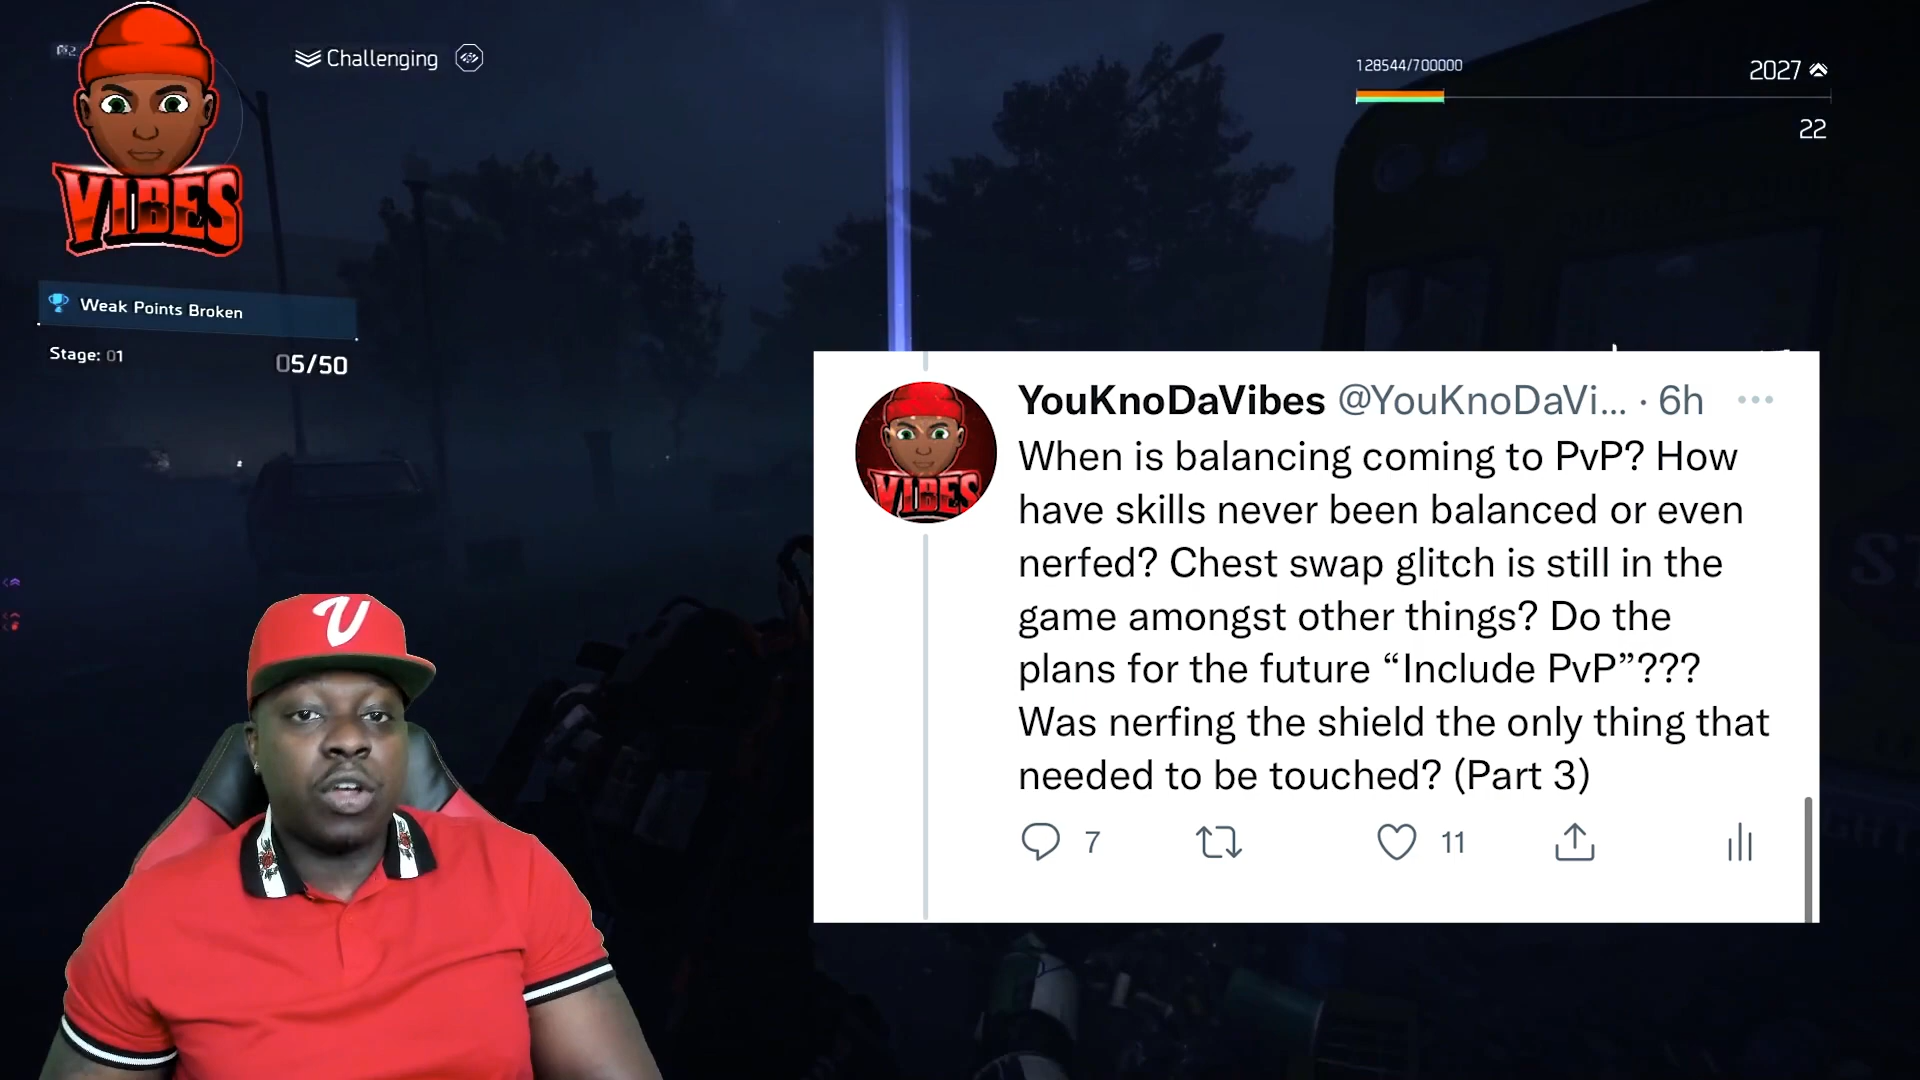 Challenging
128544/700000
2027
22
VIBES
Weak Points Broken
Stage: 01
05/50
YouKnoDaVibes @YouKnoDaVi... · 6h ...
When is balancing coming to PvP? How
have skills never been balanced or even
nerfed? Chest swap glitch is still in the
game amongst other things? Do the
plans for the future “Include PvP”???
Was nerfing the shield the only thing that
needed to be touched? (Part 3)
7
11
VIBES
V